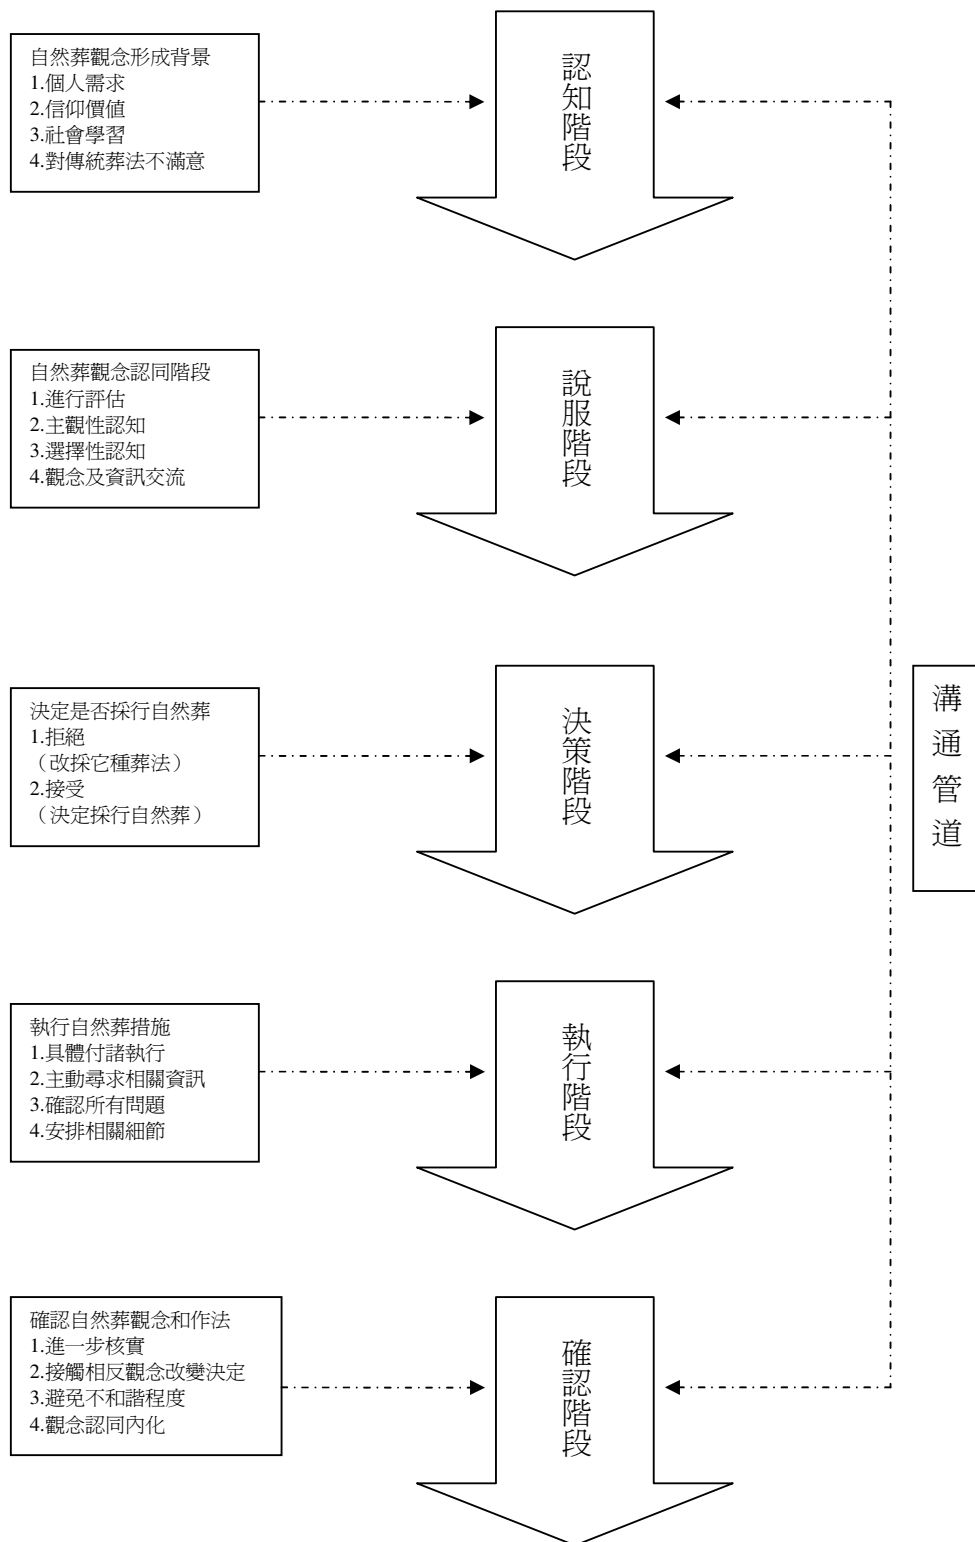 自然葬觀念形成背景
1.個人需求
2.信仰價值
3.社會學習
4.對傳統葬法不滿意
認知階段
自然葬觀念認同階段
1.進行評估
2.主觀性認知
3.選擇性認知
4.觀念及資訊交流
說服階段
決定是否採行自然葬
1.拒絕
（改採它種葬法）
2.接受
（決定採行自然葬）
決策階段
溝通管道
執行自然葬措施
1.具體付諸執行
2.主動尋求相關資訊
3.確認所有問題
4.安排相關細節
執行階段
確認自然葬觀念和作法
1.進一步核實
2.接觸相反觀念改變決定
3.避免不和諧程度
4.觀念認同內化
確認階段